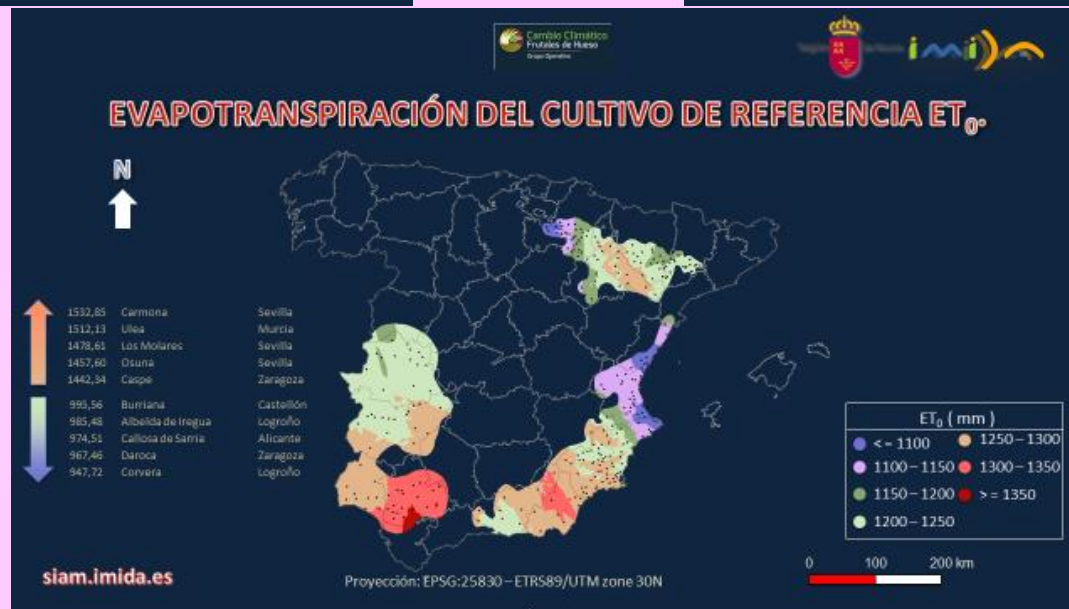 Cambio Climático
Frutales de Hueso
Grupo Operativo
imida
EVAPOTRANSPIRACIÓN DEL CULTIVO DE REFERENCIA ET0.
N
1532,85 Carmona Sevilla
1512,13 Ulea Murcia
1478,61 Los Molares Sevilla
1457,60 Osuna Sevilla
1442,34 Caspe Zaragoza
995,56 Burriana Castellón
985,48 Albelda de Iregua Logroño
974,51 Callosa de Sarria Alicante
967,46 Daroca Zaragoza
947,72 Corvera Logroño
ET0 ( mm )
<= 1100 1250–1300
1100–1150 1300–1350
1150–1200 >= 1350
1200–1250
0 100 200 km
siam.imida.es
Proyección: EPSG:25830 – ETRS89/UTM zone 30N